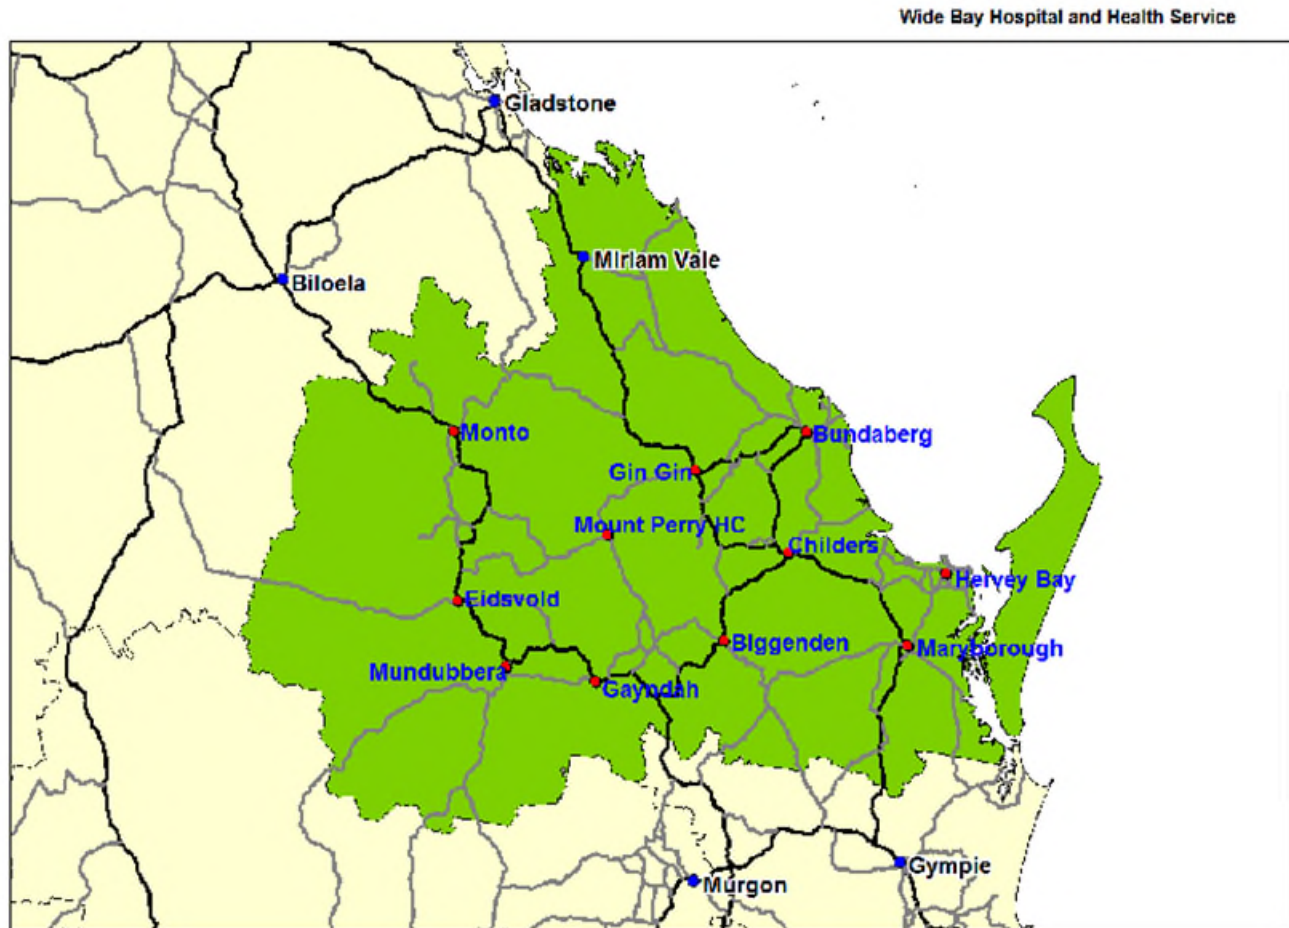 Wide Bay Hospital and Health Service
Gladstone
Miriam Vale
Biloela
Monto
Bundaberg
Gin Gin
Mount Perry HC
Childers
Hervey Bay
Eidsvold
Biggenden
Maryborough
Mundubbera
Gayndah
Gympie
Murgon